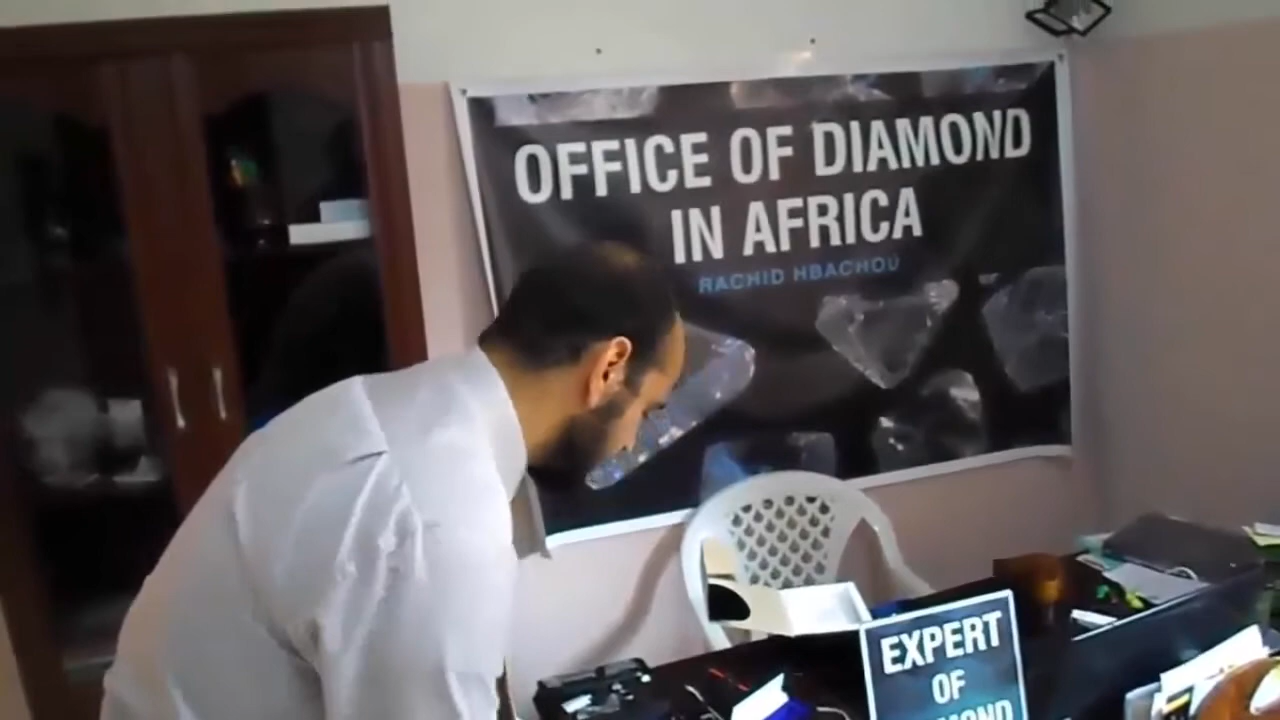 OFFICE OF DIAMOND
IN AFRICA
RACHID HBACHOU
EXPERT
OF